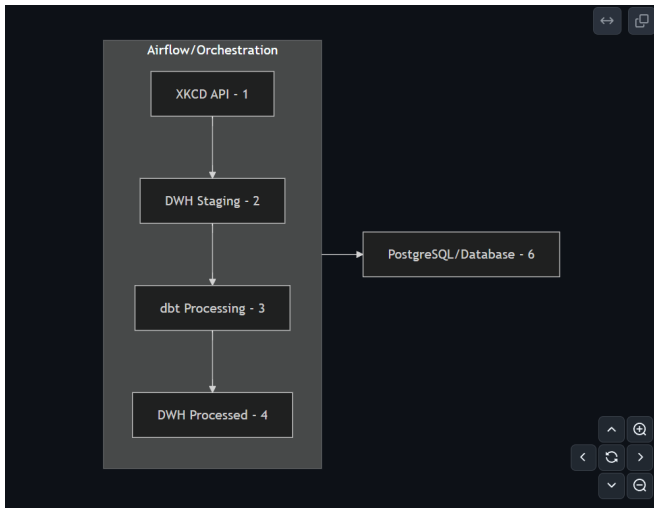 Airflow/Orchestration
XKCD API - 1
DWH Staging - 2
PostgreSQL/Database - 6
dbt Processing - 3
DWH Processed - 4